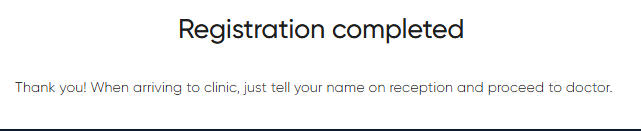 Registration completed
Thank you! When arriving to clinic, just tell your name on reception and proceed to doctor.